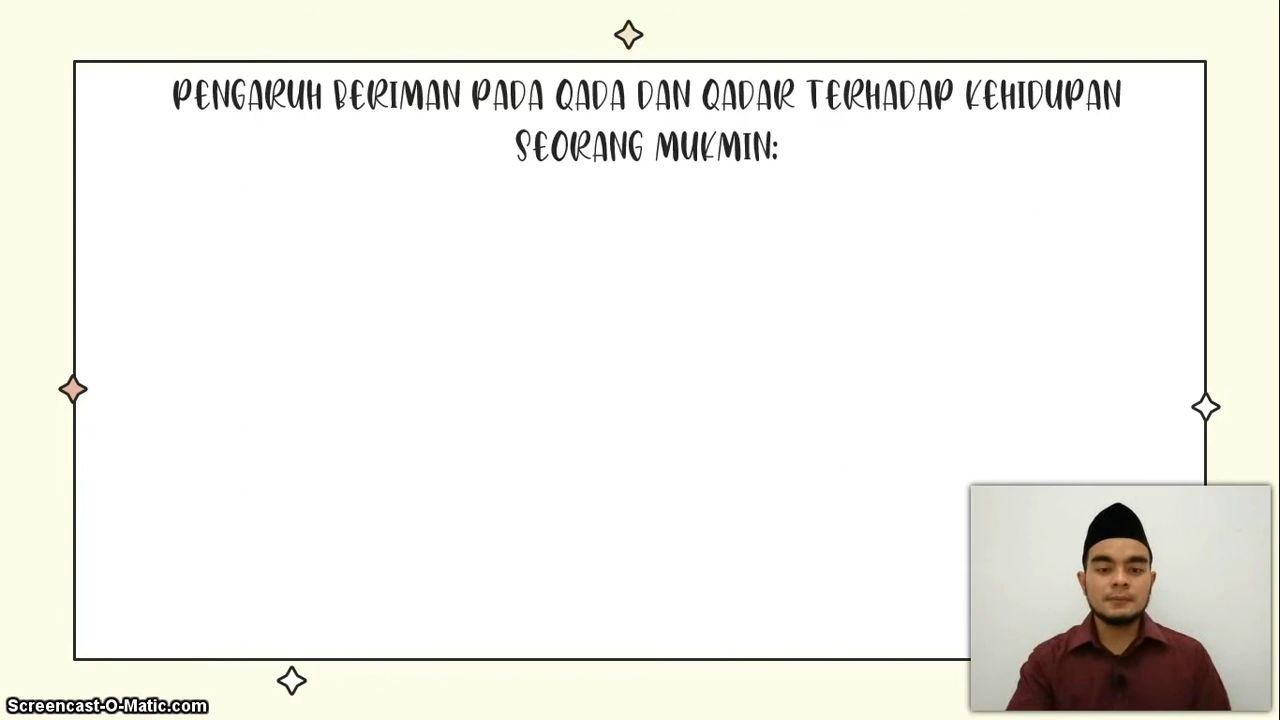 PENGARUH BERIMAN PADA QADA DAN QADAR TERHADAP KEHIDUPAN
SEORANG MUKMIN:
Screencast-O-Matic.com